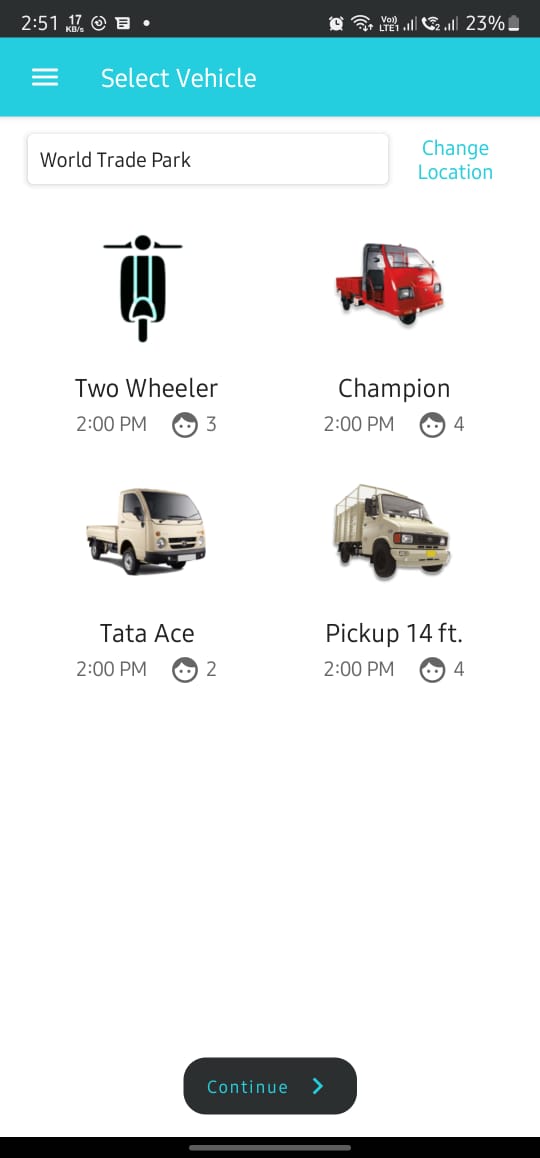 2:51 17 KB/s Vo)) LTE1 2 23%
Select Vehicle
World Trade Park
Change
Location
Two Wheeler
2:00 PM 3
Champion
2:00 PM 4
Tata Ace
2:00 PM 2
Pickup 14 ft.
2:00 PM 4
Continue